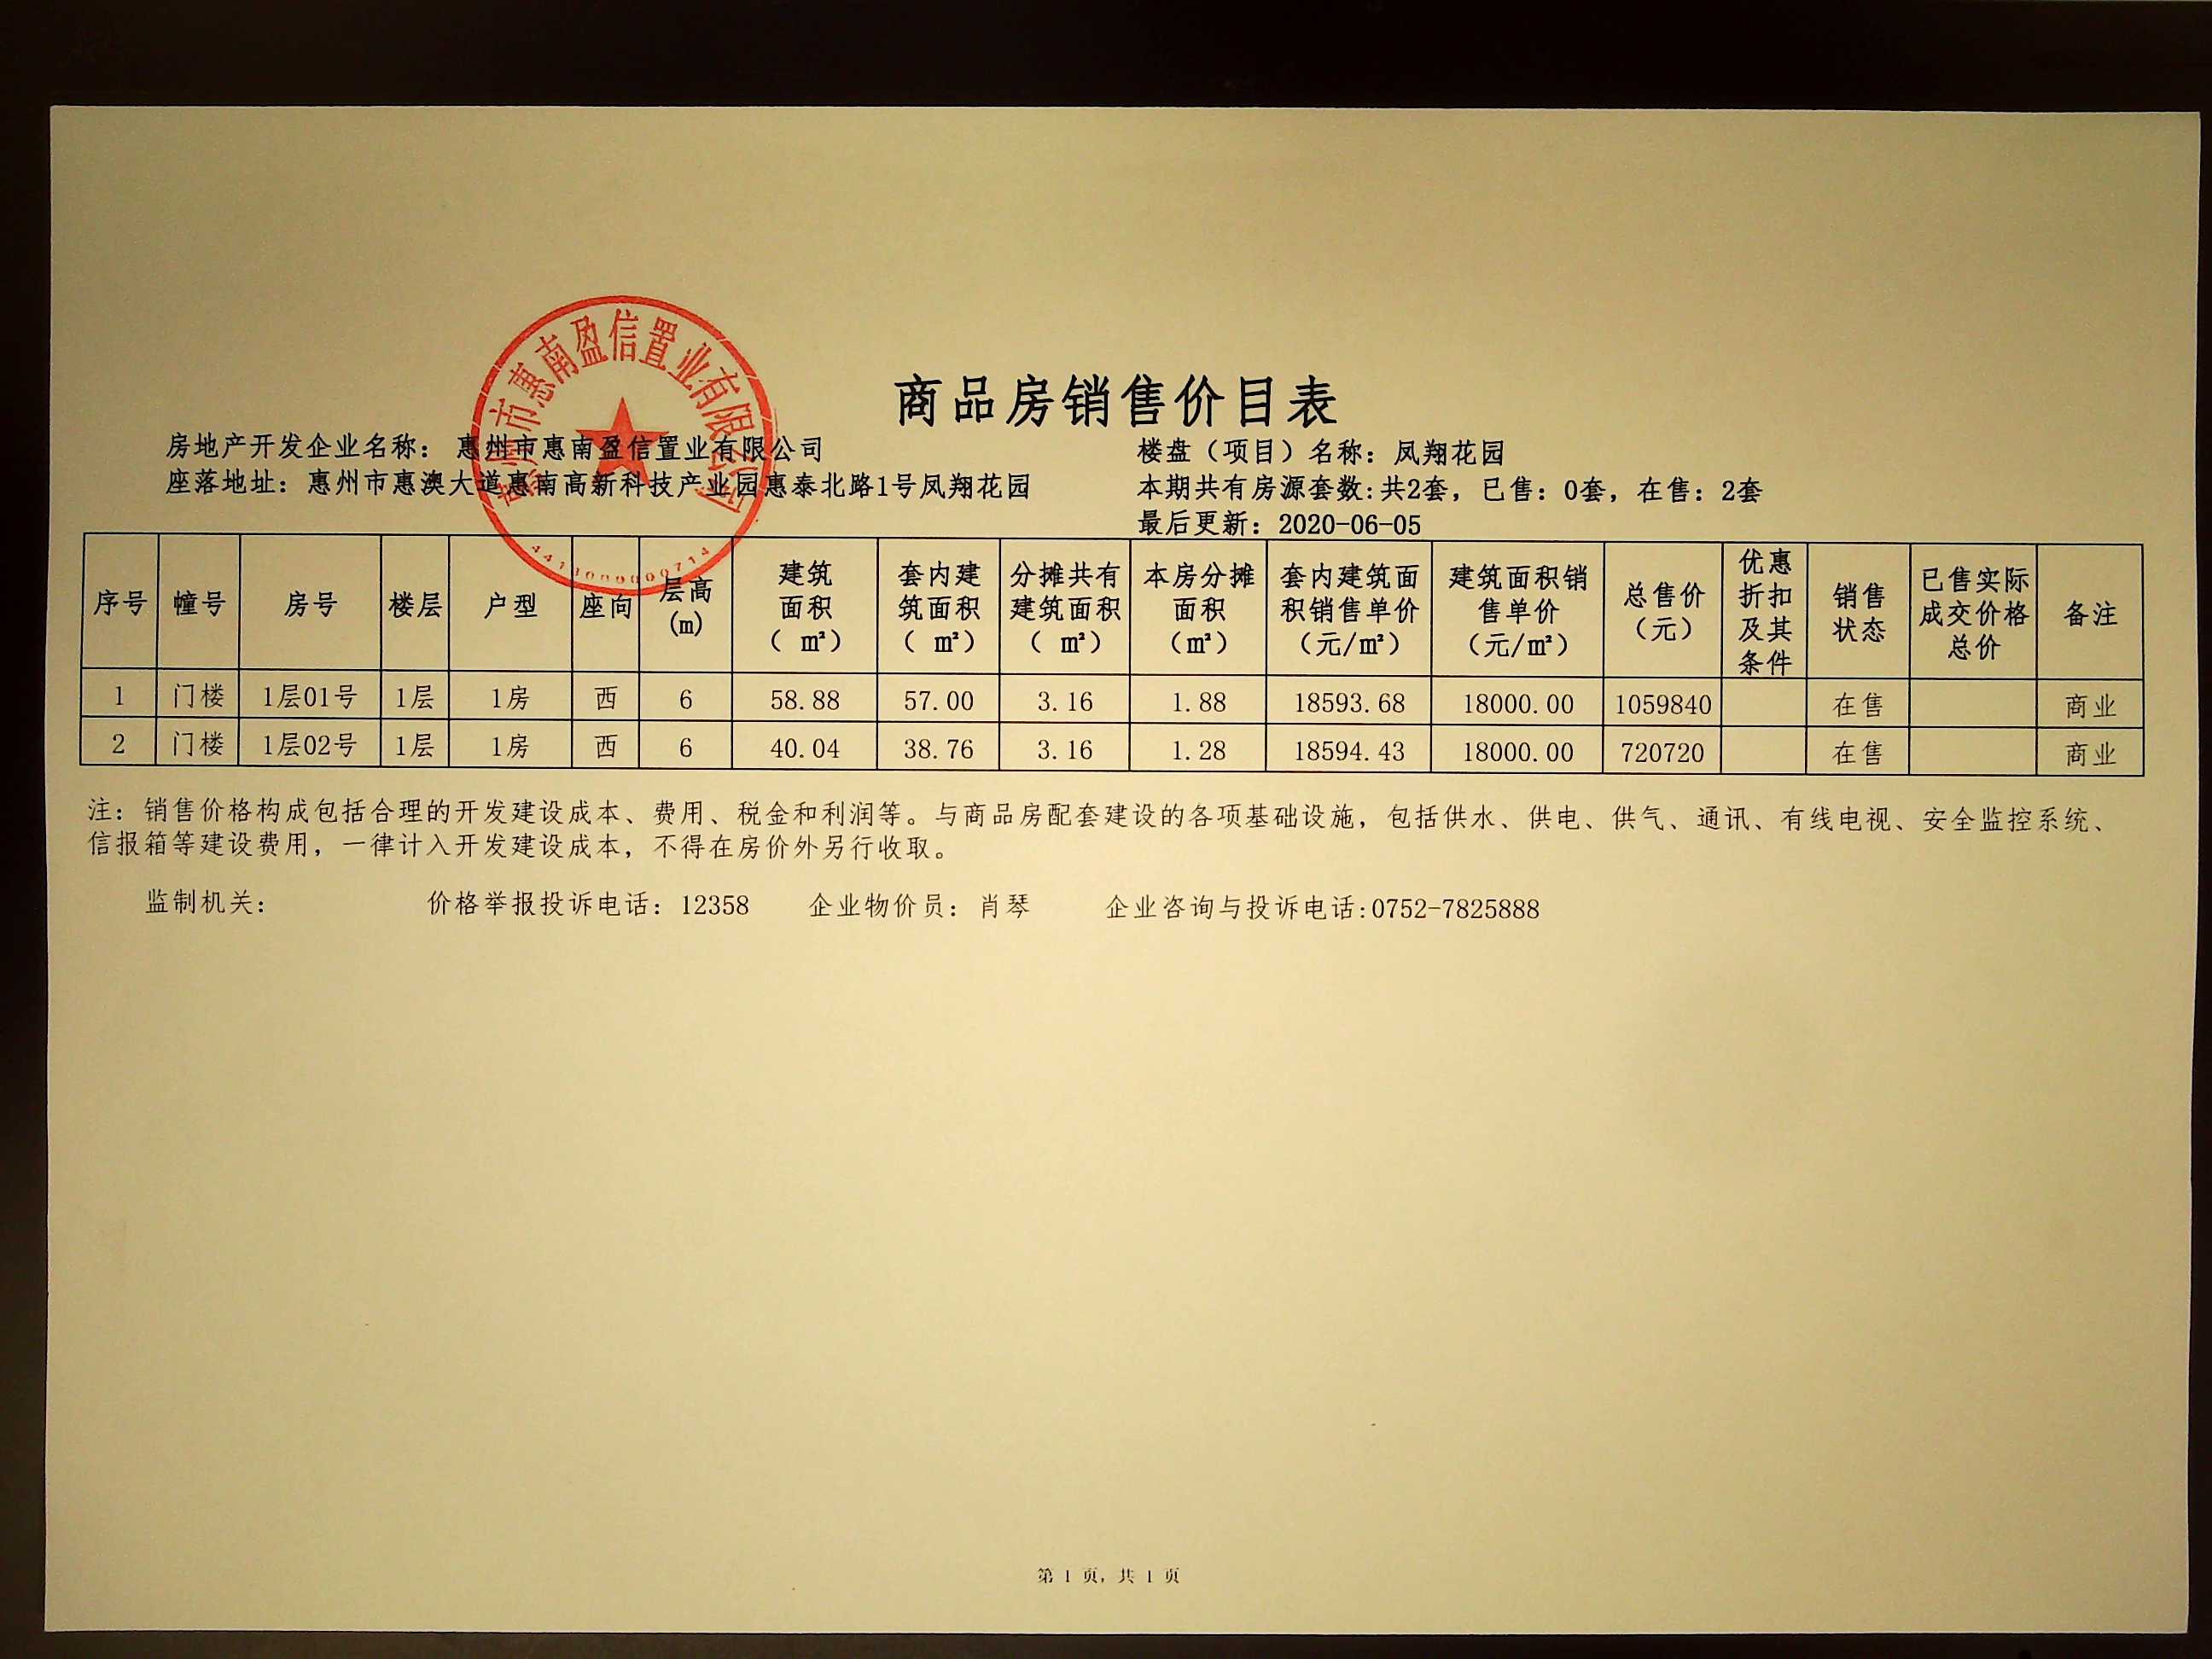 商品房销售价目表
房地产开发企业名称： 惠州市惠南盈信置业有限公司 楼盘（项目）名称：凤翔花园
座落地址：惠州市惠澳大道惠南高新科技产业园惠泰北路1号凤翔花园 本期共有房源套数:共2套，已售：0套，在售：2套
最后更新：2020-06-05
惠州市惠南盈信置业有限公司
序号 幢号 房号 楼层 户型 座向 层高(m) 建筑面积（ ㎡） 套内建筑面积（ ㎡） 分摊共有建筑面积（ ㎡） 本房分摊面积（㎡） 套内建筑面积销售单价（元/㎡） 建筑面积销售单价（元/㎡） 总售价（元） 优惠折扣及其条件 销售状态 已售实际成交价格总价 备注
1 门楼 1层01号 1层 1房 西 6 58.88 57.00 3.16 1.88 18593.68 18000.00 1059840 在售 商业
2 门楼 1层02号 1层 1房 西 6 40.04 38.76 3.16 1.28 18594.43 18000.00 720720 在售 商业
注：销售价格构成包括合理的开发建设成本、费用、税金和利润等。与商品房配套建设的各项基础设施，包括供水、供电、供气、通讯、有线电视、安全监控系统、
信报箱等建设费用，一律计入开发建设成本，不得在房价外另行收取。
监制机关： 价格举报投诉电话：12358 企业物价员：肖琴 企业咨询与投诉电话:0752-7825888
第 1 页，共 1 页